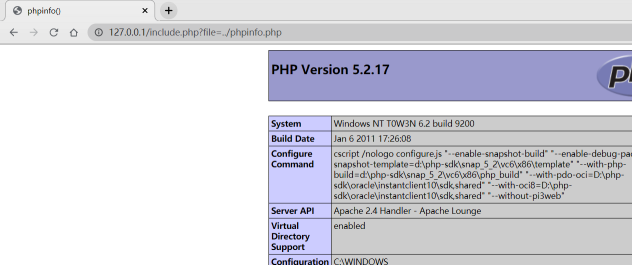 phpinfo()
127.0.0.1/include.php?file=../phpinfo.php
PHP Version 5.2.17
System Windows NT T0W3N 6.2 build 9200
Build Date Jan 6 2011 17:26:08
Configure Command cscript /nologo configure.js "--enable-snapshot-build" "--enable-debug-pac
snapshot-template=d:\php-sdk\snap_5_2\vc6\x86\template" "--with-php-
build=d:\php-sdk\snap_5_2\vc6\x86\php_build" "--with-pdo-oci=D:\php-
sdk\oracle\instantclient10\sdk,shared" "--with-oci8=D:\php-
sdk\oracle\instantclient10\sdk,shared" "--without-pi3web"
Server API Apache 2.4 Handler - Apache Lounge
Virtual Directory Support enabled
Configuration C:\WINDOWS